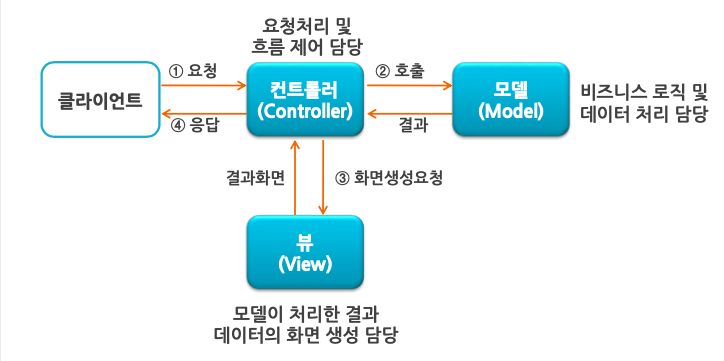 요청처리 및
흐름 제어 담당
클라이언트
① 요청
④ 응답
컨트롤러
(Controller)
② 호출
결과
모델
(Model)
비즈니스 로직 및
데이터 처리 담당
결과화면
③ 화면생성요청
뷰
(View)
모델이 처리한 결과
데이터의 화면 생성 담당